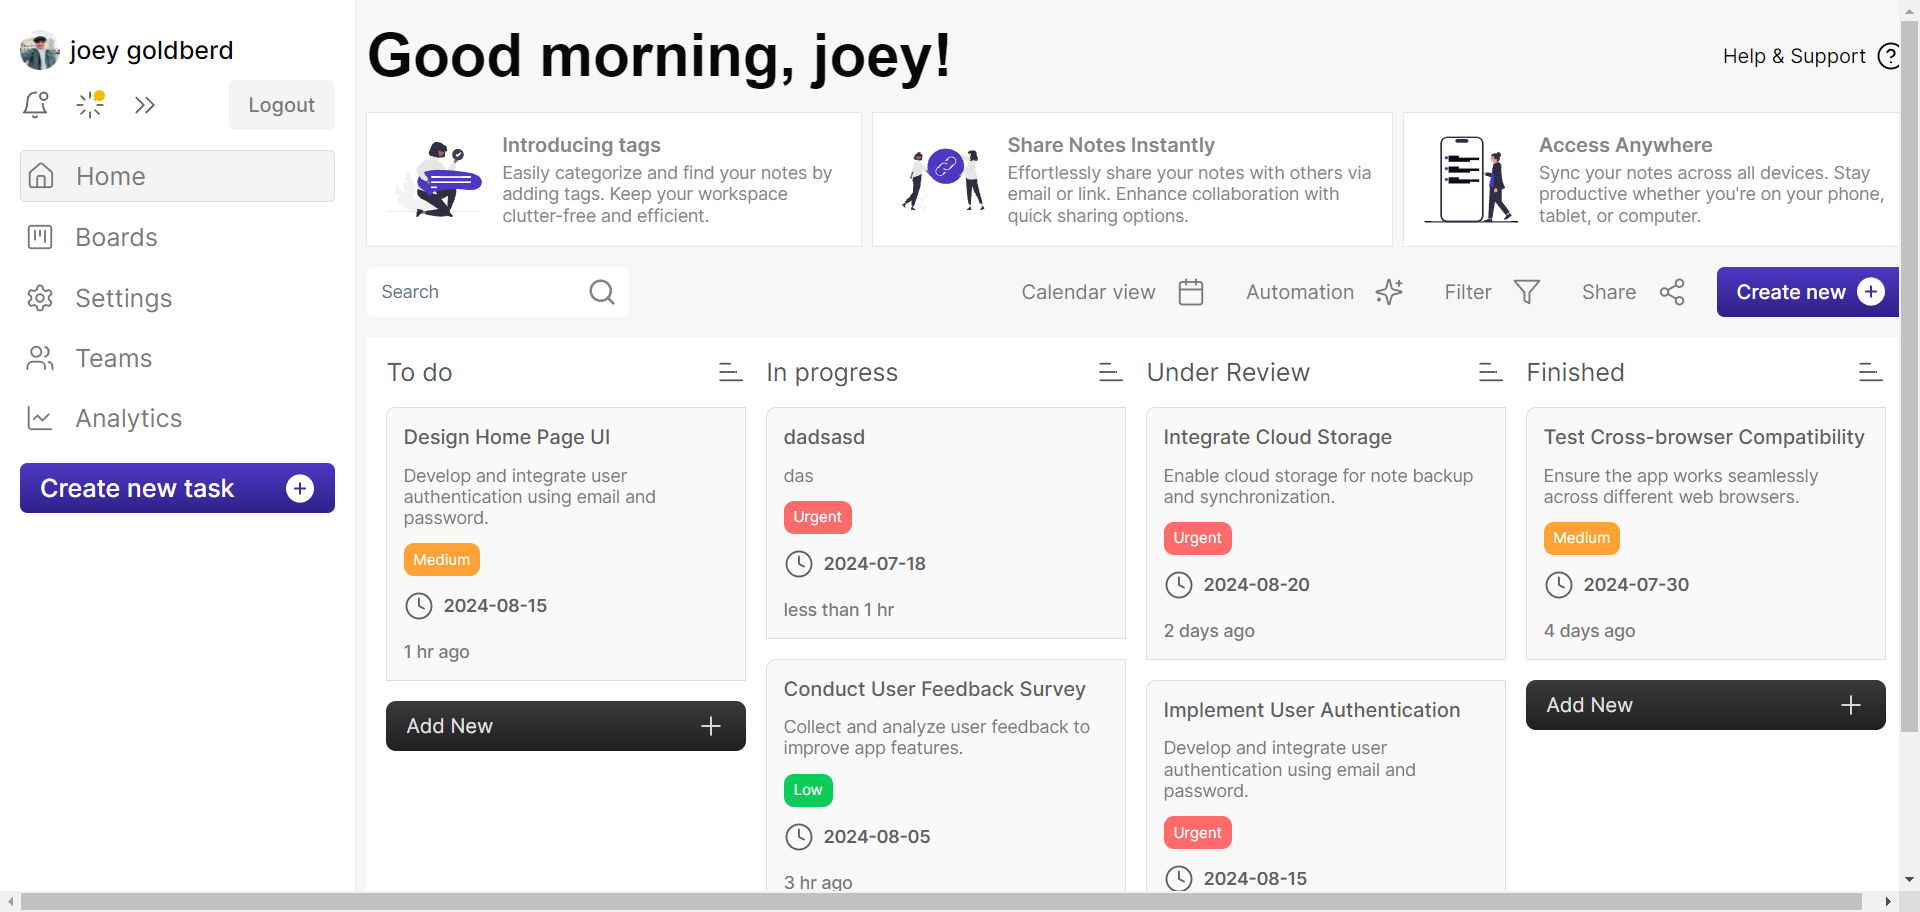 joey goldberd
Logout
Home
Boards
Settings
Teams
Analytics
Create new task
Good morning, joey!
Help & Support
Introducing tags
Easily categorize and find your notes by
adding tags. Keep your workspace
clutter-free and efficient.
Share Notes Instantly
Effortlessly share your notes with others via
email or link. Enhance collaboration with
quick sharing options.
Access Anywhere
Sync your notes across all devices. Stay
productive whether you're on your phone,
tablet, or computer.
Search
Calendar view
Automation
Filter
Share
Create new
To do
Design Home Page UI
Develop and integrate user
authentication using email and
password.
Medium
2024-08-15
1 hr ago
Add New
In progress
dadsasd
das
Urgent
2024-07-18
less than 1 hr
Conduct User Feedback Survey
Collect and analyze user feedback to
improve app features.
Low
2024-08-05
3 hr ago
Under Review
Integrate Cloud Storage
Enable cloud storage for note backup
and synchronization.
Urgent
2024-08-20
2 days ago
Implement User Authentication
Develop and integrate user
authentication using email and
password.
Urgent
2024-08-15
Finished
Test Cross-browser Compatibility
Ensure the app works seamlessly
across different web browsers.
Medium
2024-07-30
4 days ago
Add New